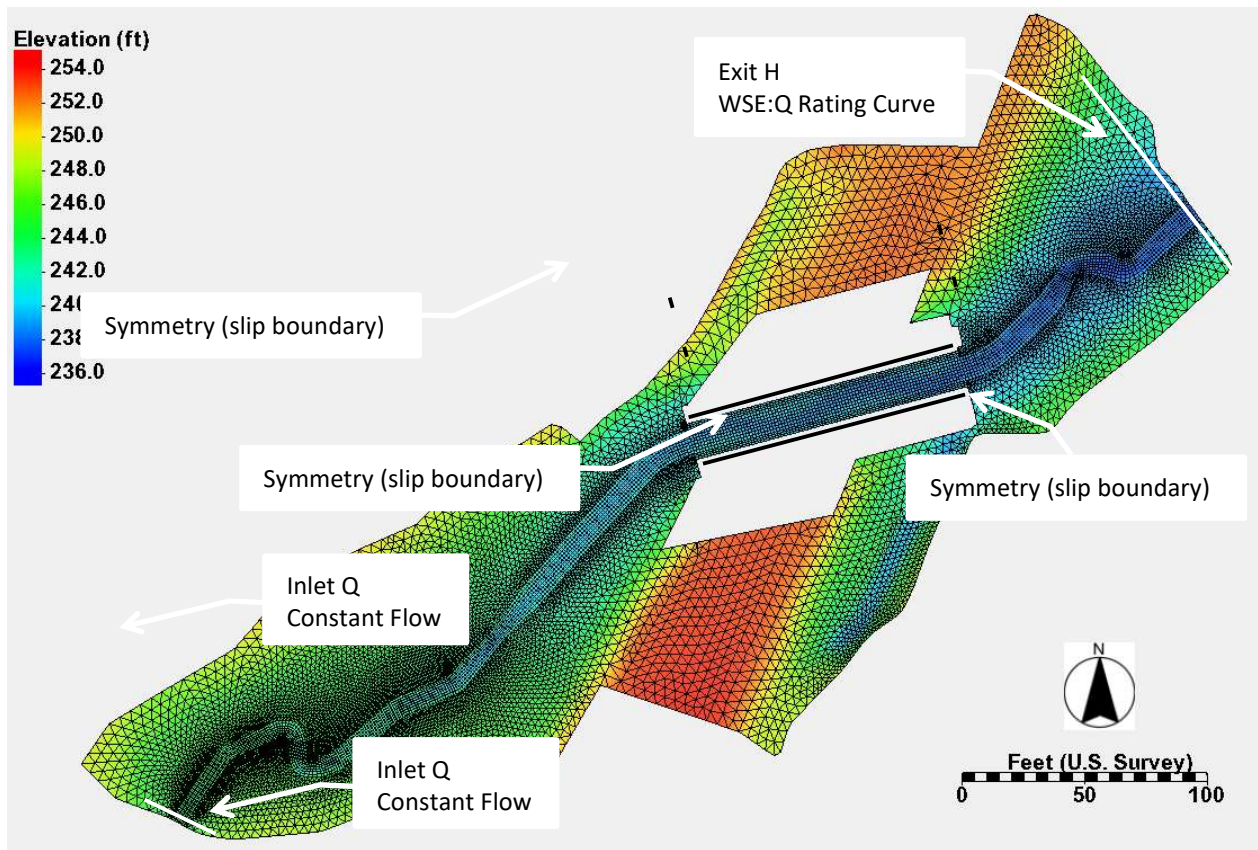 Elevation (ft)
254.0
252.0
250.0
248.0
246.0
244.0
242.0
240
238
236.0
Exit H
WSE:Q Rating Curve
Symmetry (slip boundary)
Symmetry (slip boundary)
Symmetry (slip boundary)
Inlet Q
Constant Flow
Inlet Q
Constant Flow
N
Feet (U.S. Survey)
0 50 100